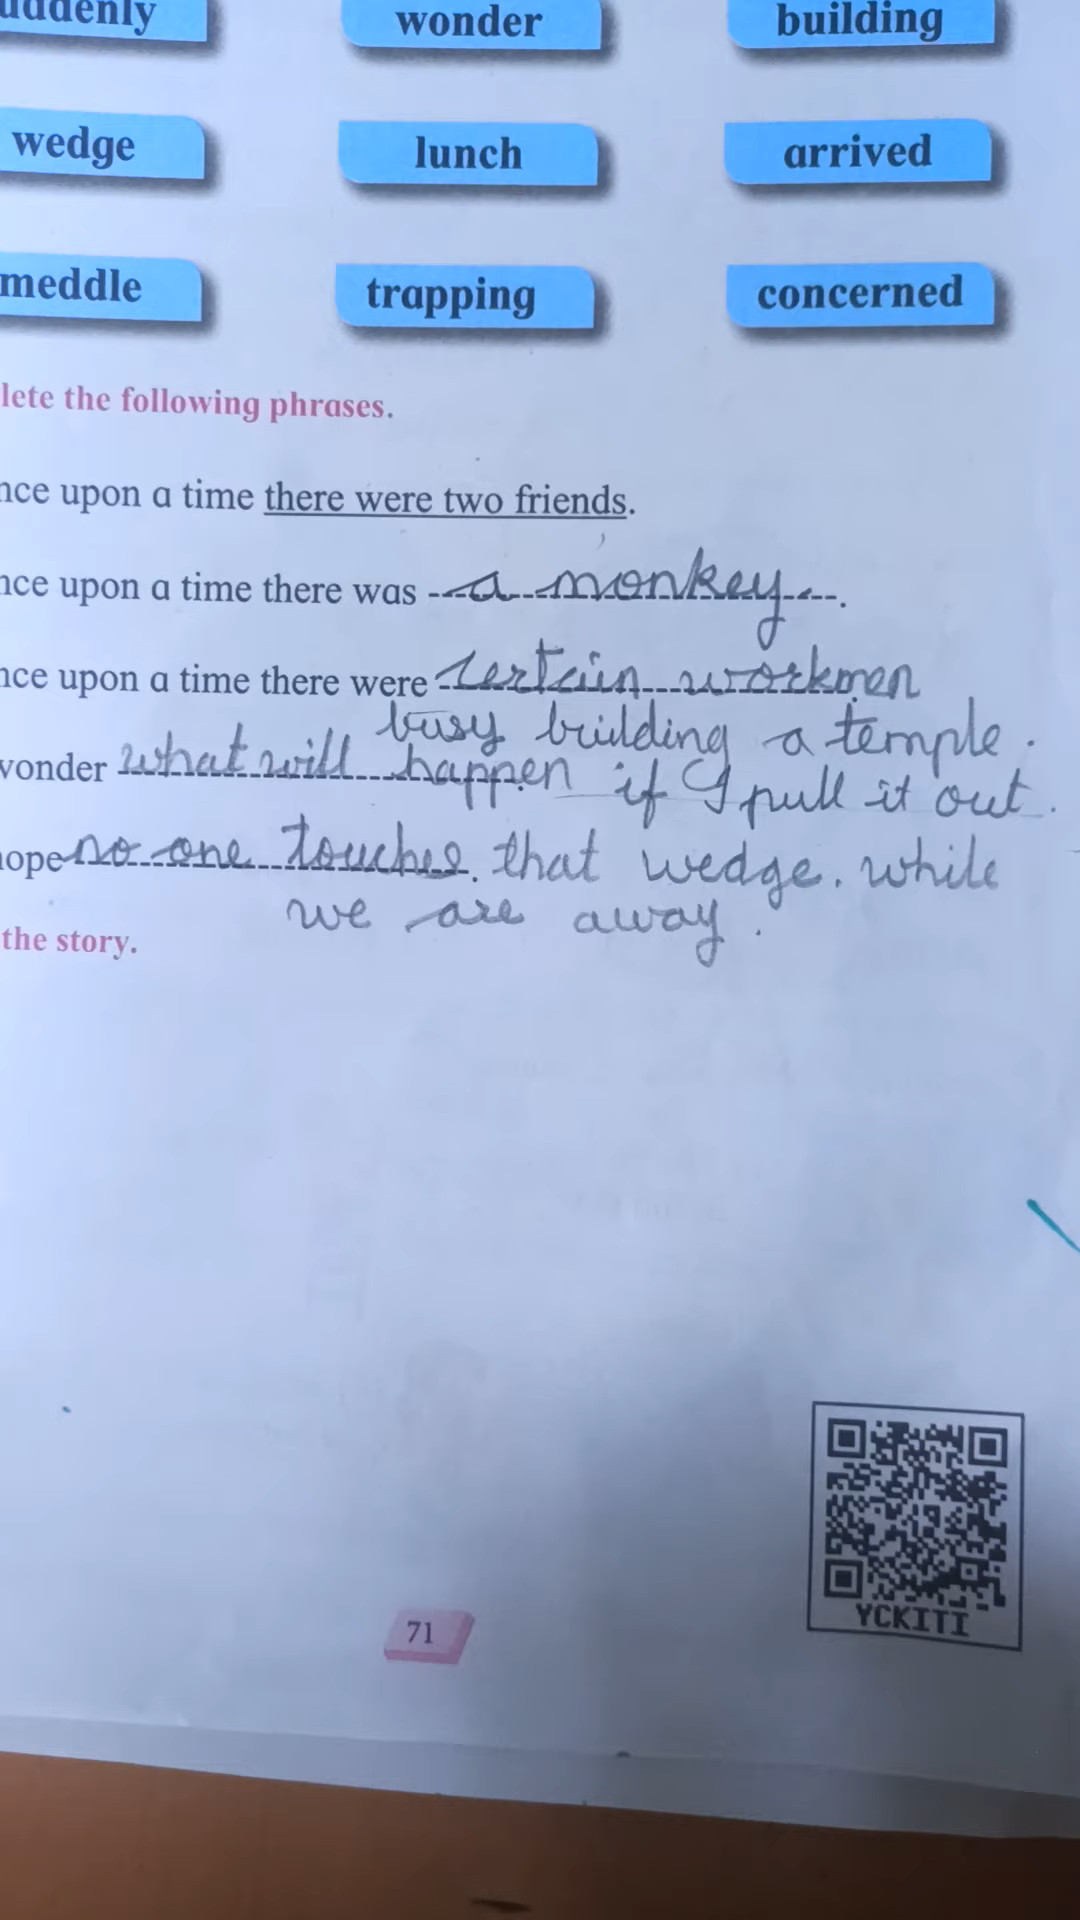 uddenly wonder building
wedge lunch arrived
meddle trapping concerned
lete the following phrases.
nce upon a time there were two friends.
nce upon a time there was a monkey.
nce upon a time there were certain workmen
busy building a temple.
wonder what will happen if I pull it out.
hope no one touches that wedge. while
we are away.
the story.
YCKITI
71